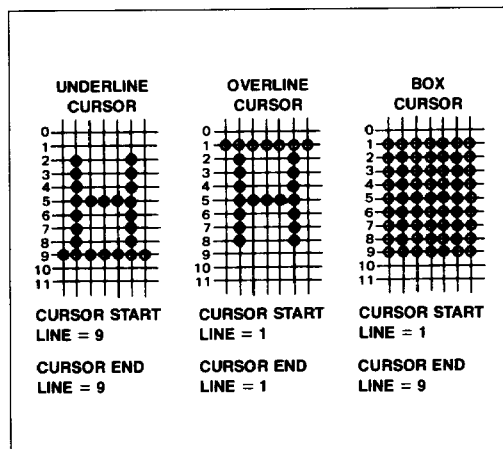 UNDERLINE
CURSOR
0
1
2
3
4
5
6
7
8
9
10
11
CURSOR START
LINE = 9
CURSOR END
LINE = 9
OVERLINE
CURSOR
0
1
2
3
4
5
6
7
8
9
10
11
CURSOR START
LINE = 1
CURSOR END
LINE = 1
BOX
CURSOR
0
1
2
3
4
5
6
7
8
9
10
11
CURSOR START
LINE = 1
CURSOR END
LINE = 9